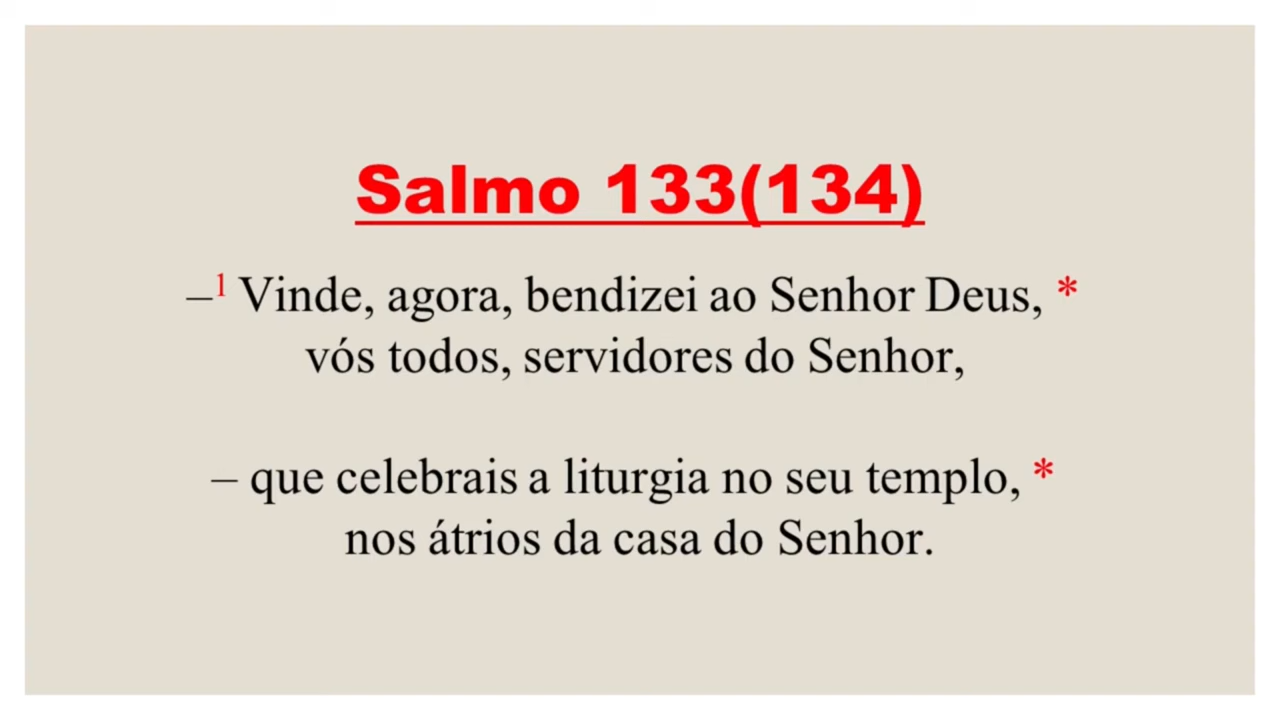 Salmo 133(134)
–¹ Vinde, agora, bendizei ao Senhor Deus, *
vós todos, servidores do Senhor,
– que celebrais a liturgia no seu templo, *
nos átrios da casa do Senhor.